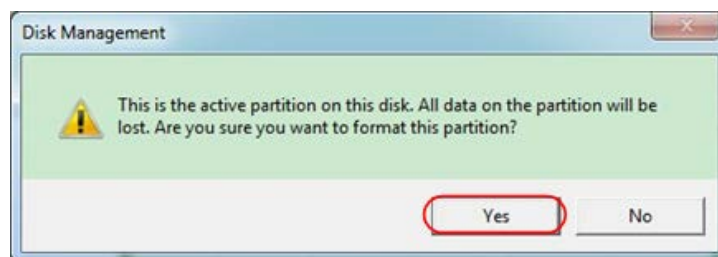 Disk Management
This is the active partition on this disk. All data on the partition will be
lost. Are you sure you want to format this partition?
Yes
No